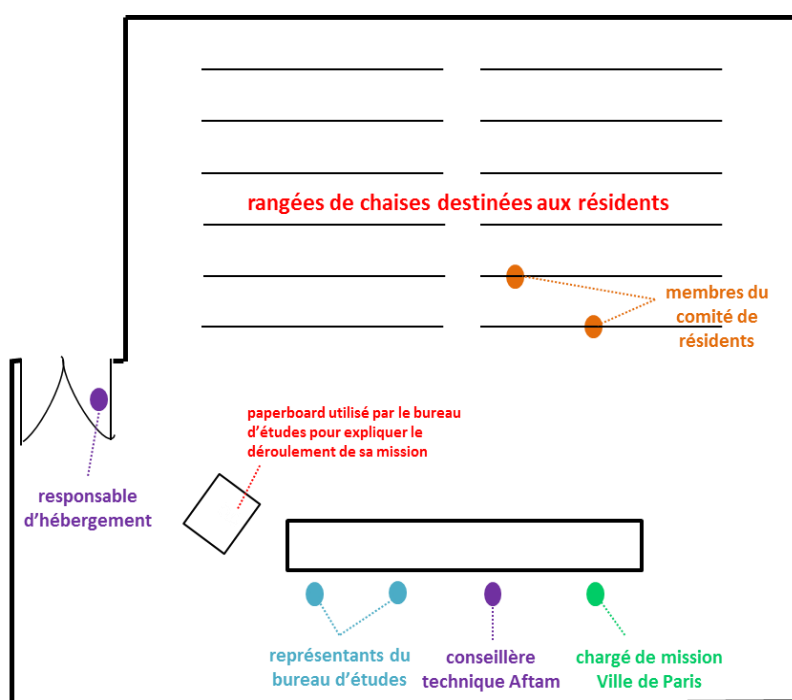 rangées de chaises destinées aux résidents
membres du
comité de
résidents
paperboard utilisé par le bureau
d'études pour expliquer le
déroulement de sa mission
responsable
d'hébergement
représentants du
bureau d'études
conseillère
technique Aftam
chargé de mission
Ville de Paris